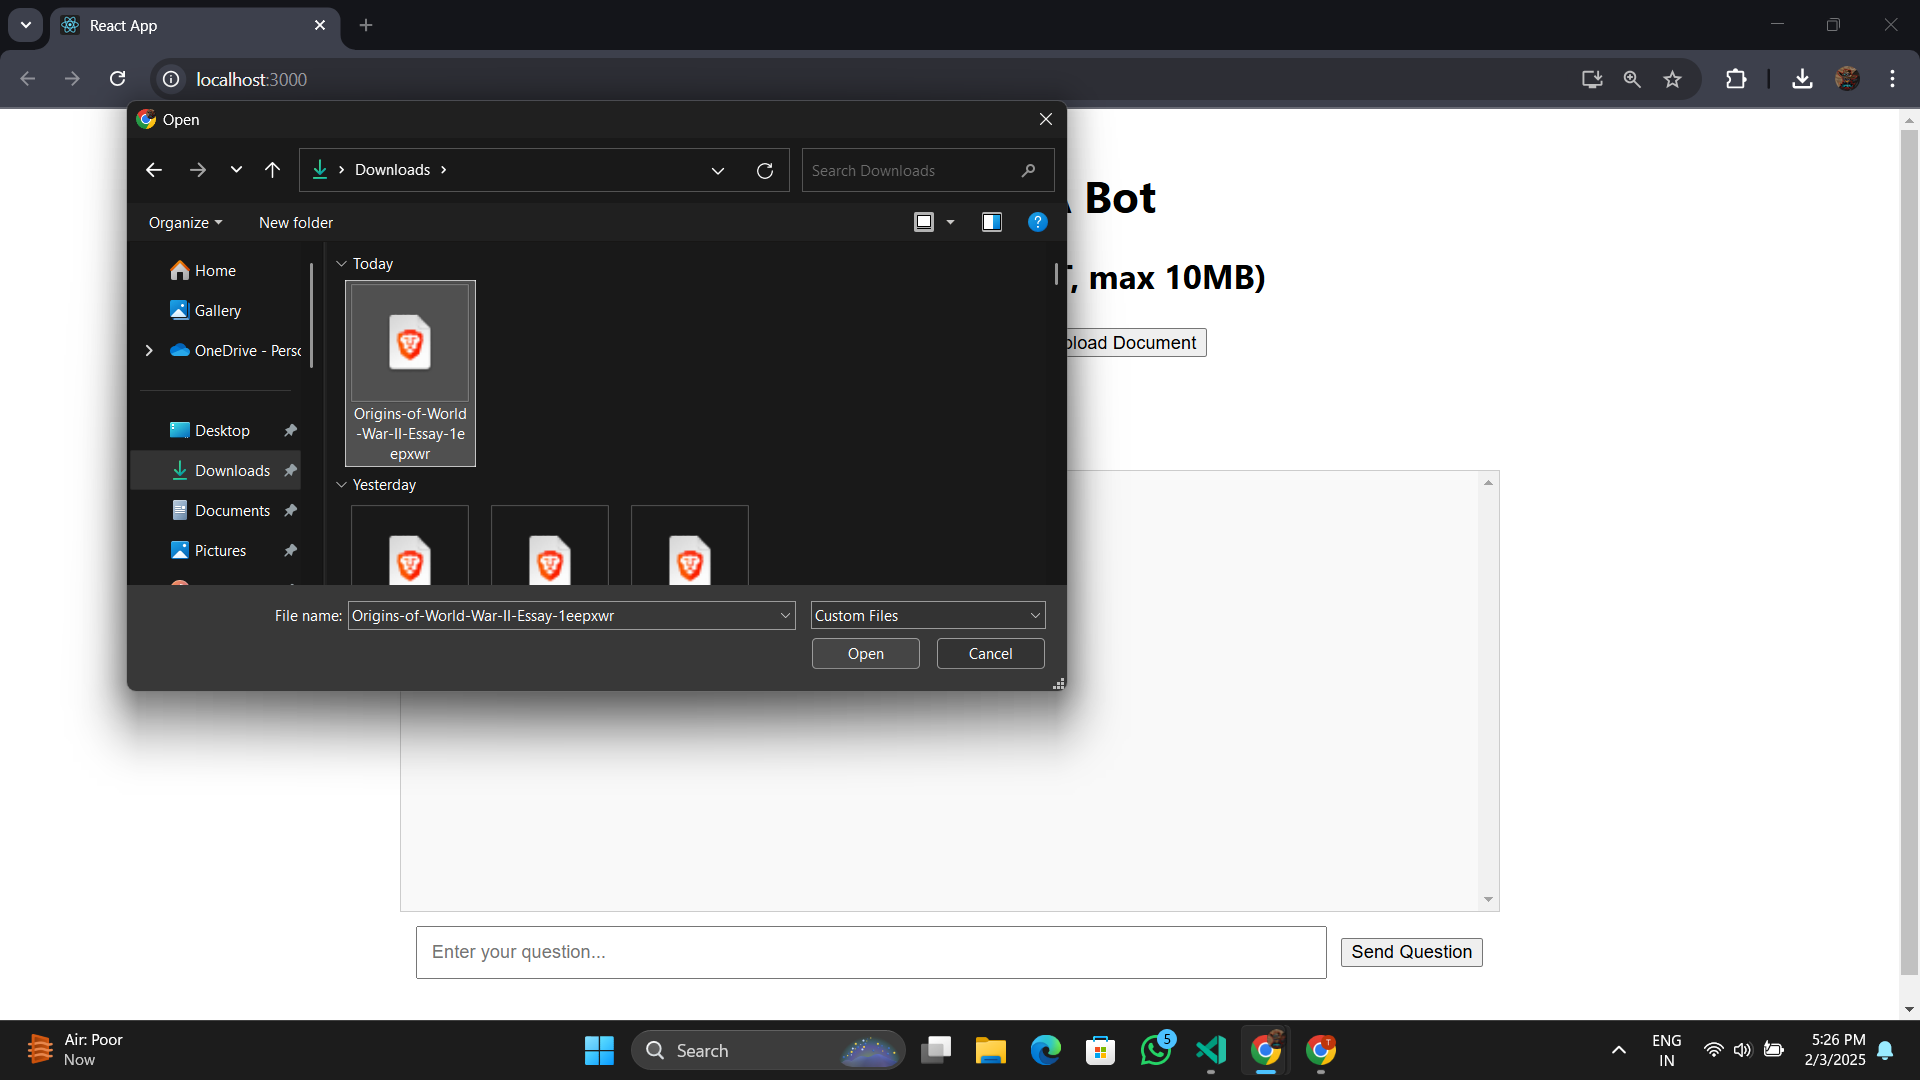 React App
localhost:3000
Open
Downloads
Search Downloads
Bot
Organize
New folder
Home
Today
, max 10MB)
Gallery
OneDrive - Perso
pload Document
Origins-of-World
-War-II-Essay-1e
epxwr
Desktop
Downloads
Yesterday
Documents
Pictures
File name: Origins-of-World-War-II-Essay-1eepxwr
Custom Files
Open
Cancel
Enter your question...
Send Question
Air: Poor
Now
Search
5
T
ENG
IN
5:26 PM
2/3/2025